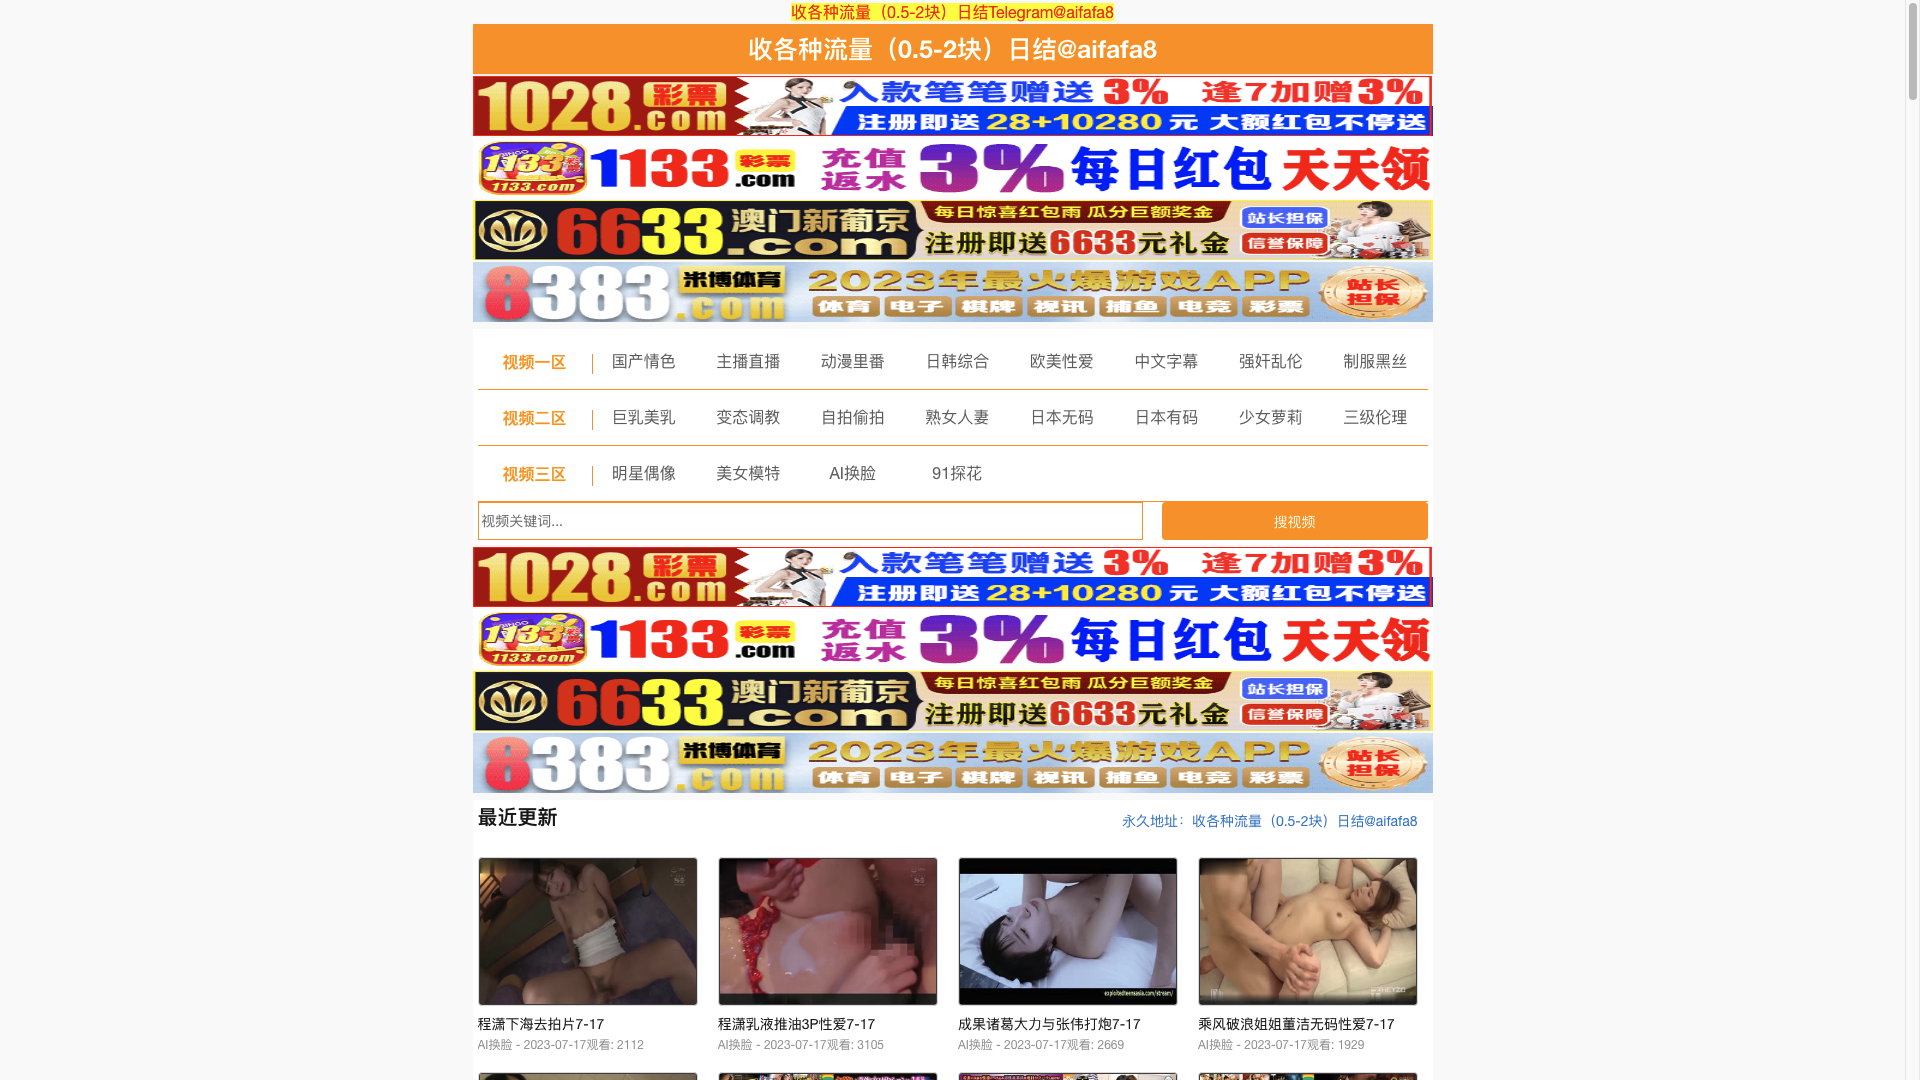 收各种流量（0.5-2块）日结Telegram@aifafa8
收各种流量（0.5-2块）日结@aifafa8
1028.com 彩票 入款笔笔赠送 3% 逢7加赠3%
注册即送 28+10280 元 大额红包不停送
1133.com 1133.com 彩票 充值返水 3% 每日红包 天天领
6633.com 澳门新葡京 每日惊喜红包雨 瓜分巨额奖金 站长担保
注册即送6633元礼金 信誉保障
8383.com 米博体育 2023年最火爆游戏APP 站长担保
体育 电子 棋牌 视讯 捕鱼 电竞 彩票
视频一区 国产情色 主播直播 动漫里番 日韩综合 欧美性爱 中文字幕 强奸乱伦 制服黑丝
视频二区 巨乳美乳 变态调教 自拍偷拍 熟女人妻 日本无码 日本有码 少女萝莉 三级伦理
视频三区 明星偶像 美女模特 AI换脸 91探花
视频关键词... 搜视频
1028.com 彩票 入款笔笔赠送 3% 逢7加赠3%
注册即送 28+10280 元 大额红包不停送
1133.com 1133.com 彩票 充值返水 3% 每日红包 天天领
6633.com 澳门新葡京 每日惊喜红包雨 瓜分巨额奖金 站长担保
注册即送6633元礼金 信誉保障
8383.com 米博体育 2023年最火爆游戏APP 站长担保
体育 电子 棋牌 视讯 捕鱼 电竞 彩票
最近更新 永久地址：收各种流量（0.5-2块）日结@aifafa8
程潇下海去拍片7-17 程潇乳液推油3P性爱7-17 成果诸葛大力与张伟打炮7-17 乘风破浪姐姐董洁无码性爱7-17
AI换脸 - 2023-07-17观看: 2112 AI换脸 - 2023-07-17观看: 3105 AI换脸 - 2023-07-17观看: 2669 AI换脸 - 2023-07-17观看: 1929